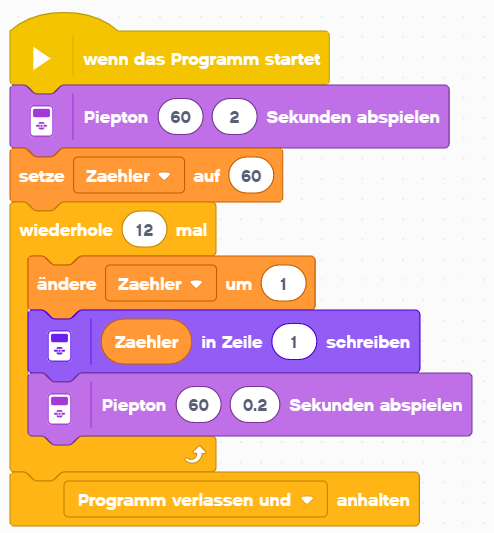 wenn das Programm startet
Piepton 60 2 Sekunden abspielen
setze Zaehler auf 60
wiederhole 12 mal
ändere Zaehler um 1
Zaehler in Zeile 1 schreiben
Piepton 60 0.2 Sekunden abspielen
Programm verlassen und anhalten